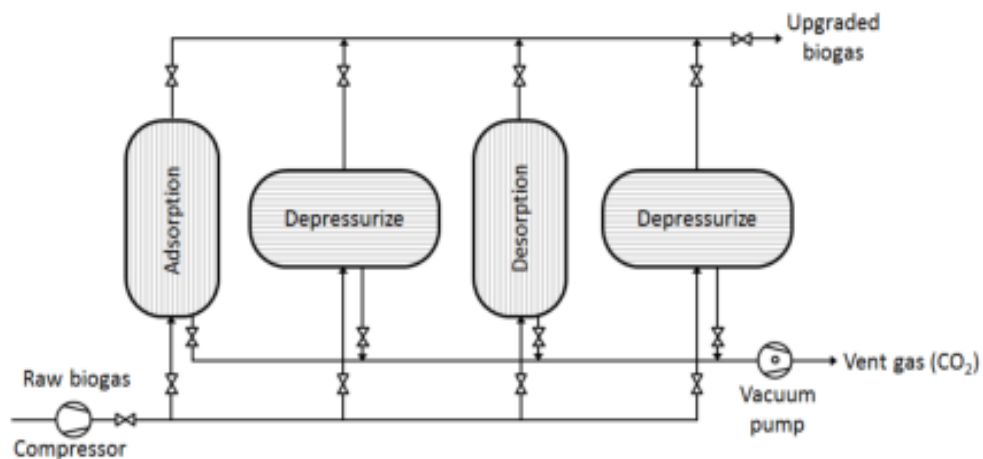 Upgraded
biogas
Adsorption
Depressurize
Desorption
Depressurize
Raw biogas
Compressor
Vent gas (CO₂)
Vacuum
pump